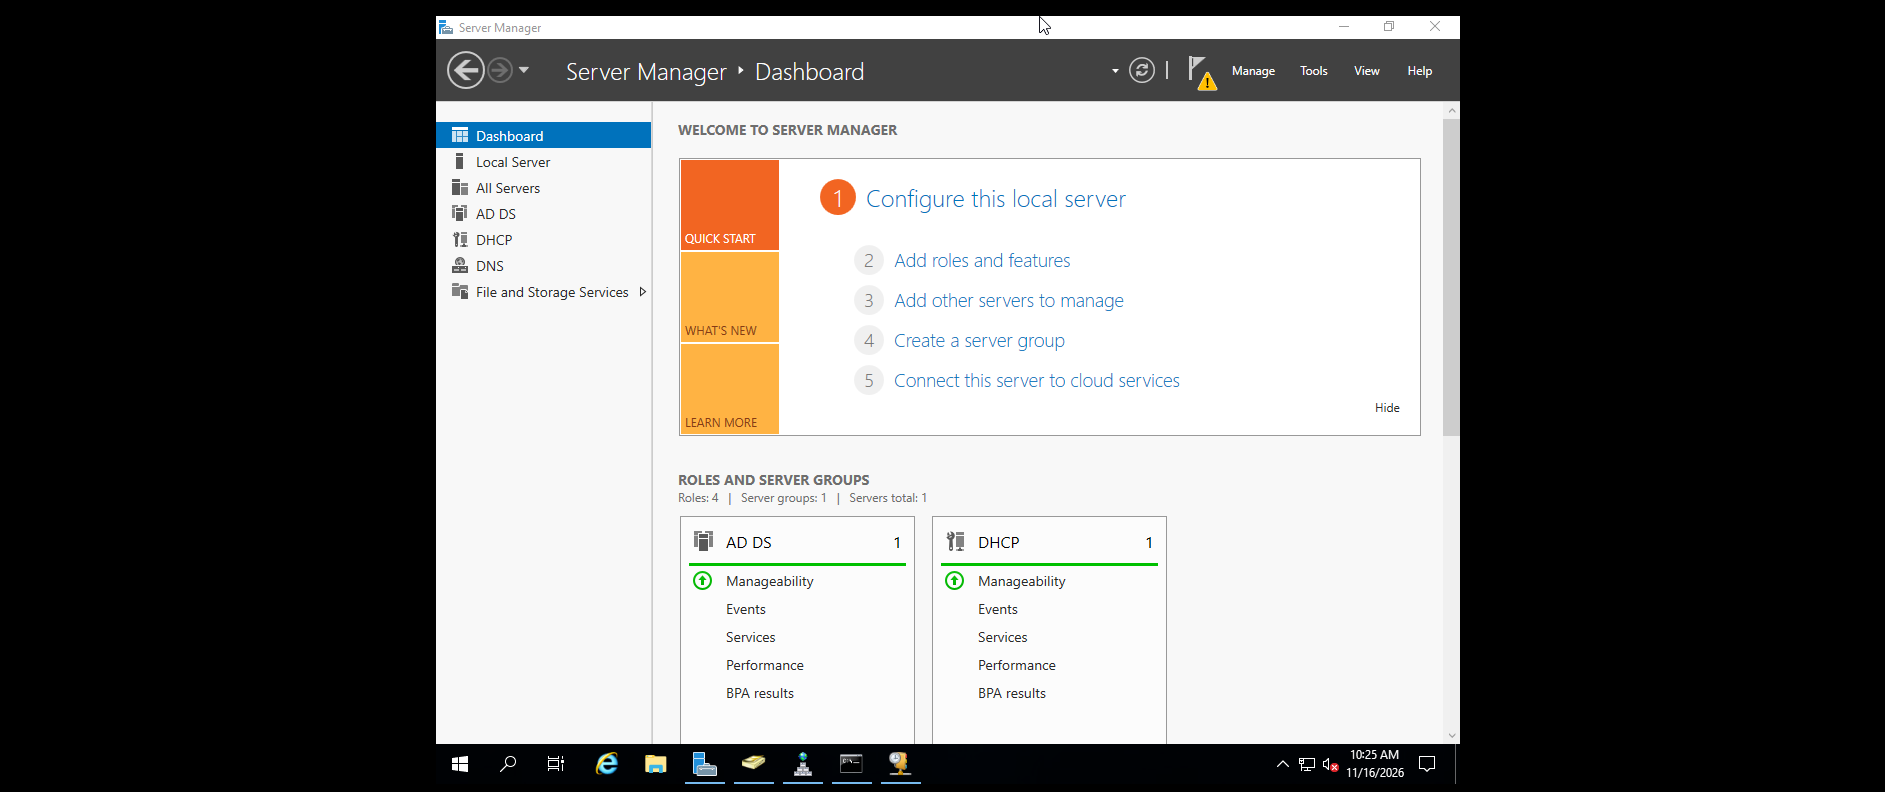 Server Manager
Server Manager • Dashboard
Manage Tools View Help
Dashboard
Local Server
All Servers
AD DS
DHCP
DNS
File and Storage Services
WELCOME TO SERVER MANAGER
QUICK START
WHAT'S NEW
LEARN MORE
1 Configure this local server
2 Add roles and features
3 Add other servers to manage
4 Create a server group
5 Connect this server to cloud services
Hide
ROLES AND SERVER GROUPS
Roles: 4 | Server groups: 1 | Servers total: 1
AD DS 1
Manageability
Events
Services
Performance
BPA results
DHCP 1
Manageability
Events
Services
Performance
BPA results
10:25 AM
11/16/2026